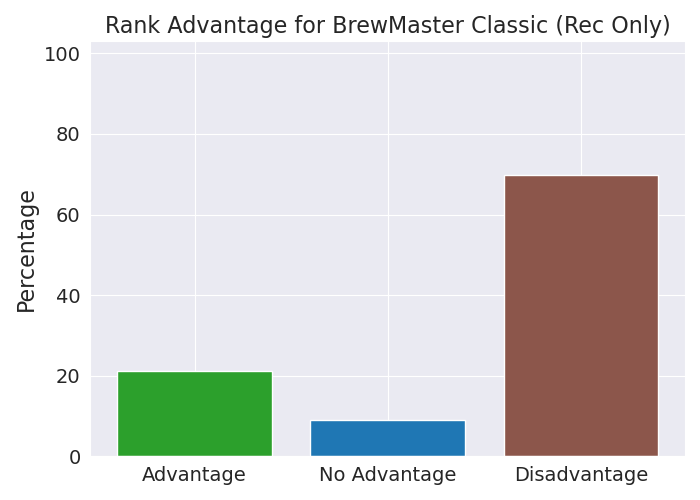 Rank Advantage for BrewMaster Classic (Rec Only)
100
80
60
40
20
0
Percentage
Advantage
No Advantage
Disadvantage